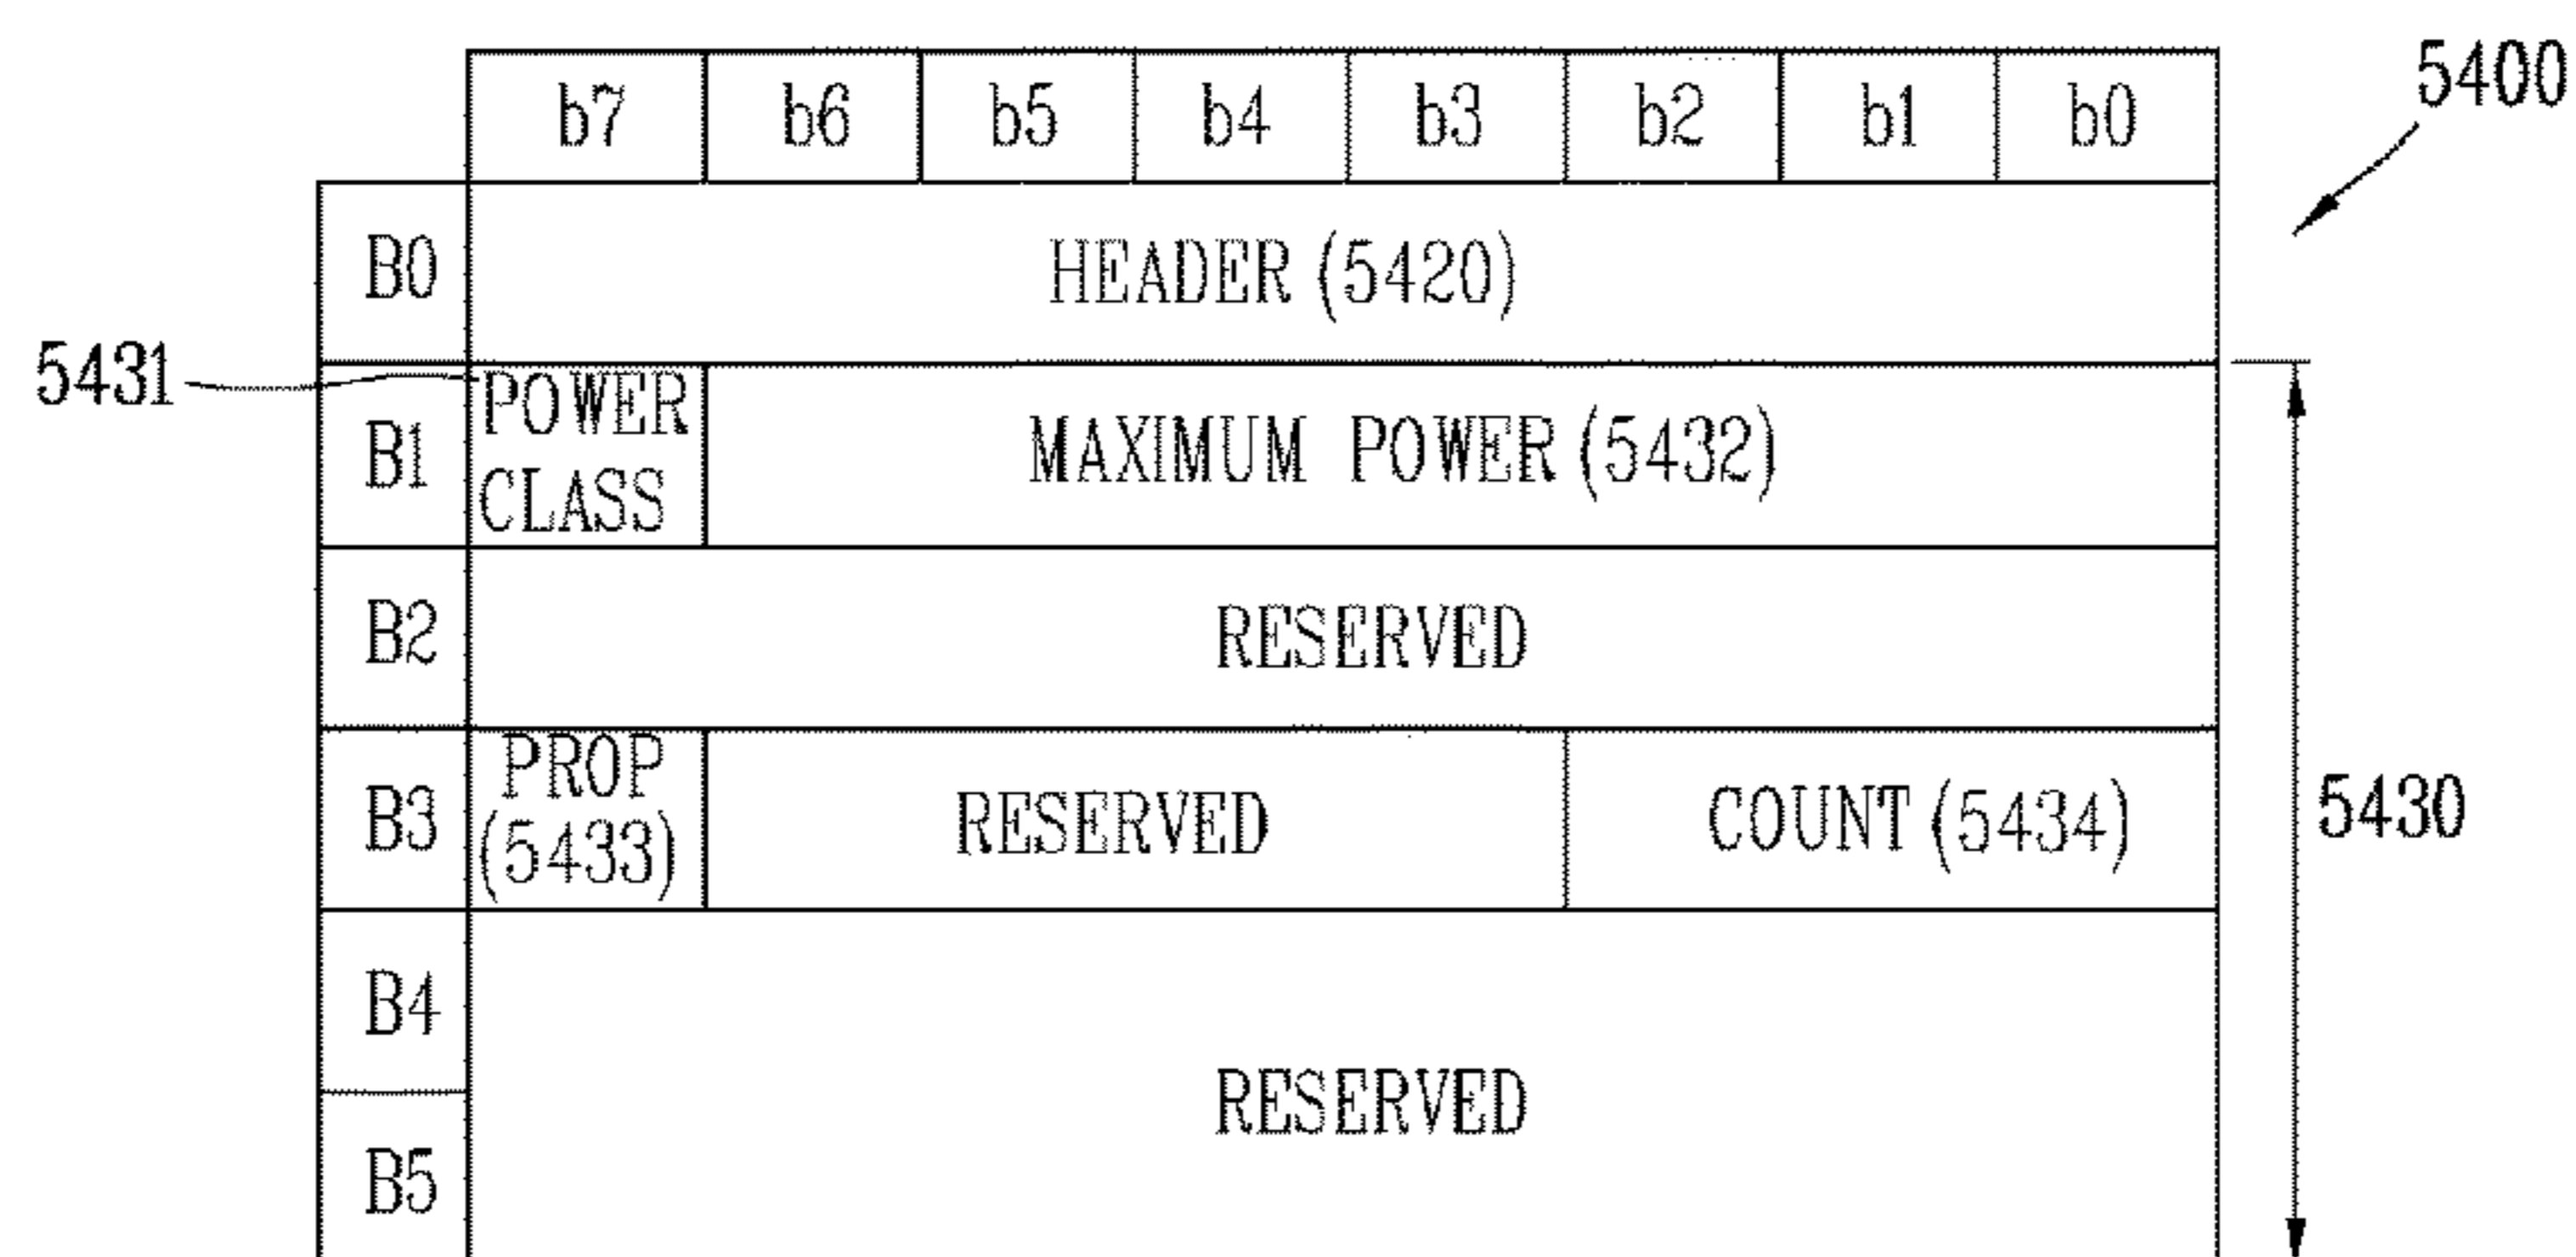 b7 b6 b5 b4 b3 b2 b1 b0
5400
B0 HEADER (5420)
5431
B1 POWER CLASS MAXIMUM POWER (5432)
B2 RESERVED
B3 PROP (5433) RESERVED COUNT (5434)
5430
B4
RESERVED
B5